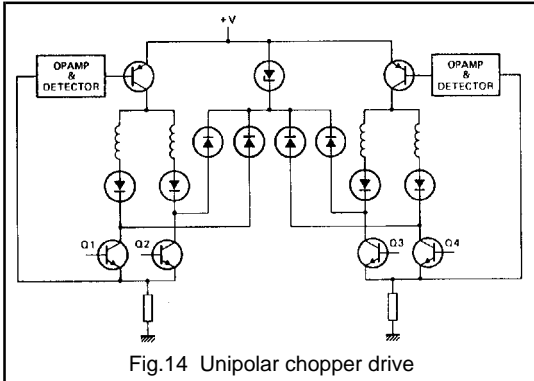 +V
OPAMP
&
DETECTOR
OPAMP
&
DETECTOR
Q1
Q2
Q3
Q4
Fig.14 Unipolar chopper drive